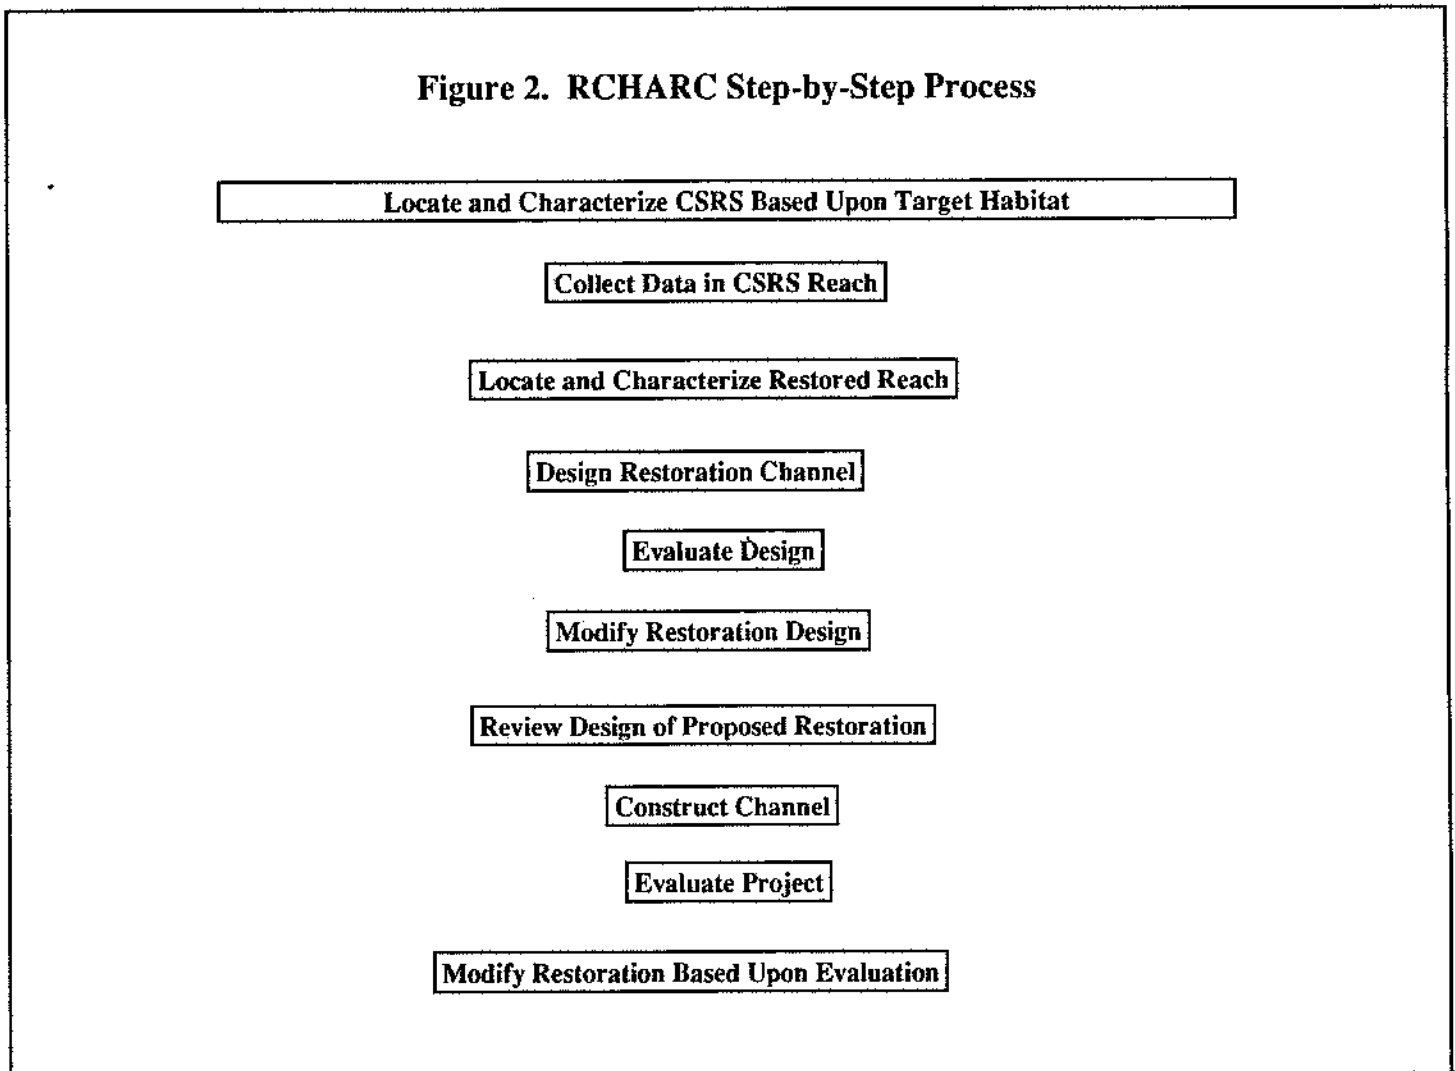 Figure 2. RCHARC Step-by-Step Process
Locate and Characterize CSRS Based Upon Target Habitat
Collect Data in CSRS Reach
Locate and Characterize Restored Reach
Design Restoration Channel
Evaluate Design
Modify Restoration Design
Review Design of Proposed Restoration
Construct Channel
Evaluate Project
Modify Restoration Based Upon Evaluation